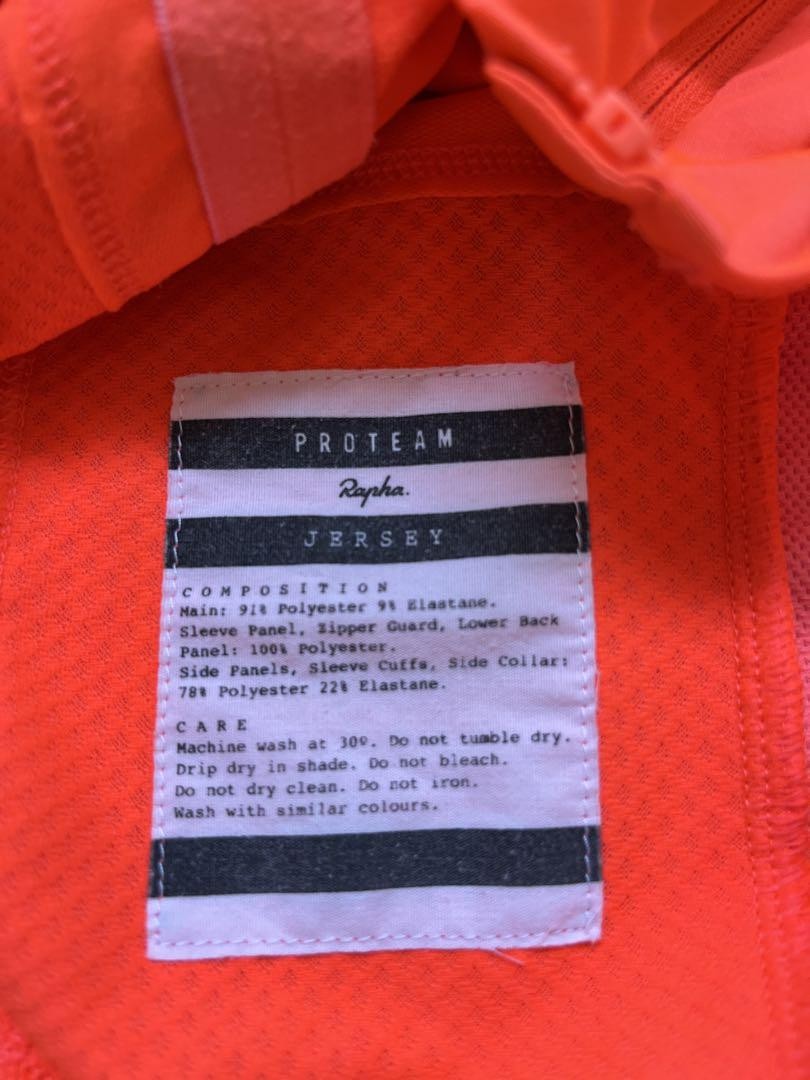 PROTEAM
Rapha.
JERSEY
COMPOSITION
Main: 91% Polyester 9% Elastane.
Sleeve Panel, Zipper Guard, Lower Back
Panel: 100% Polyester.
Side Panels, Sleeve Cuffs, Side Collar:
78% Polyester 22% Elastane.
CARE
Machine wash at 30º. Do not tumble dry.
Drip dry in shade. Do not bleach.
Do not dry clean. Do not iron.
Wash with similar colours.